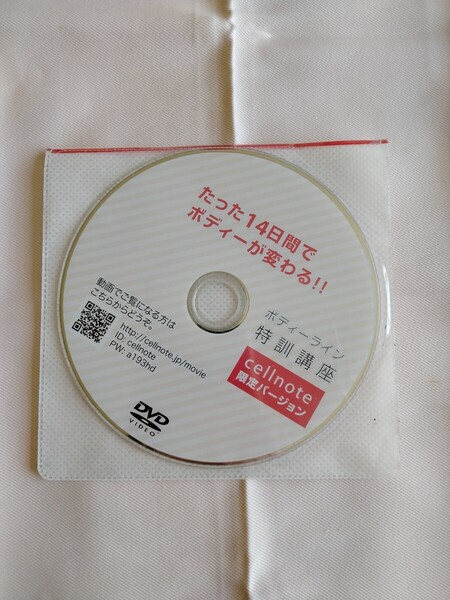 たった14日間で
ボディーが変わる!!
ボディーライン
特訓講座
cellnote
限定バージョン
動画でご覧になる方は
こちらからどうぞ。
http://cellnote.jp/movie
ID: cellnote
PW: a193hd
DVD
VIDEO